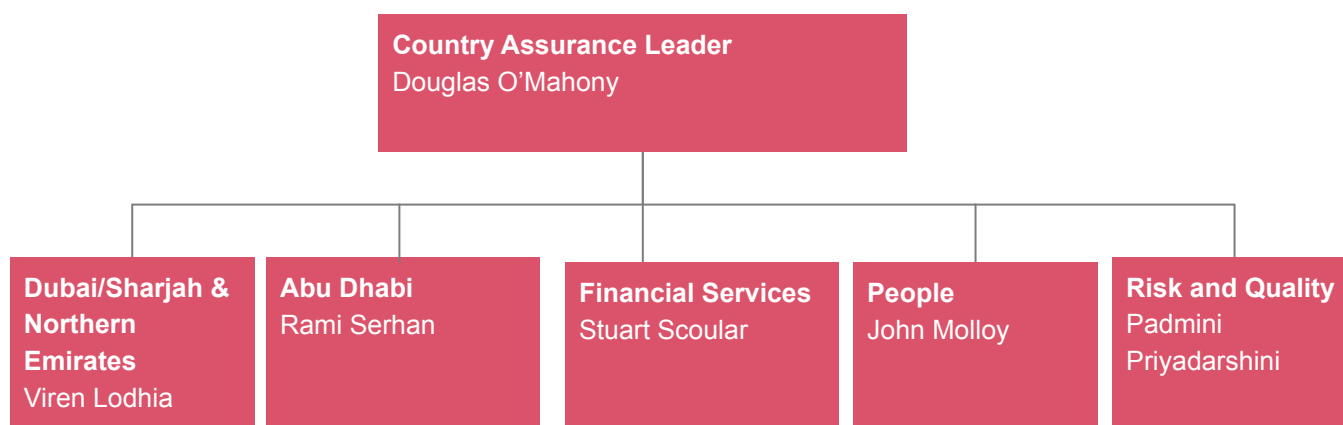 Country Assurance Leader
Douglas O’Mahony
Dubai/Sharjah &
Northern
Emirates
Viren Lodhia
Abu Dhabi
Rami Serhan
Financial Services
Stuart Scoular
People
John Molloy
Risk and Quality
Padmini
Priyadarshini